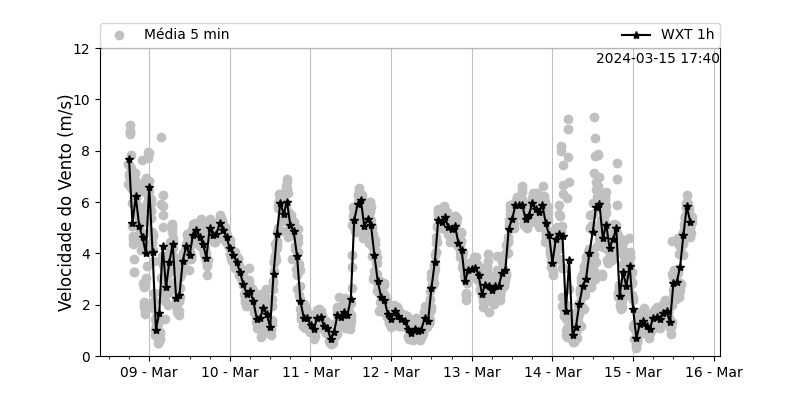 Média 5 min
WXT 1h
2024-03-15 17:40
Velocidade do Vento (m/s)
12
10
8
6
4
2
0
09 - Mar
10 - Mar
11 - Mar
12 - Mar
13 - Mar
14 - Mar
15 - Mar
16 - Mar